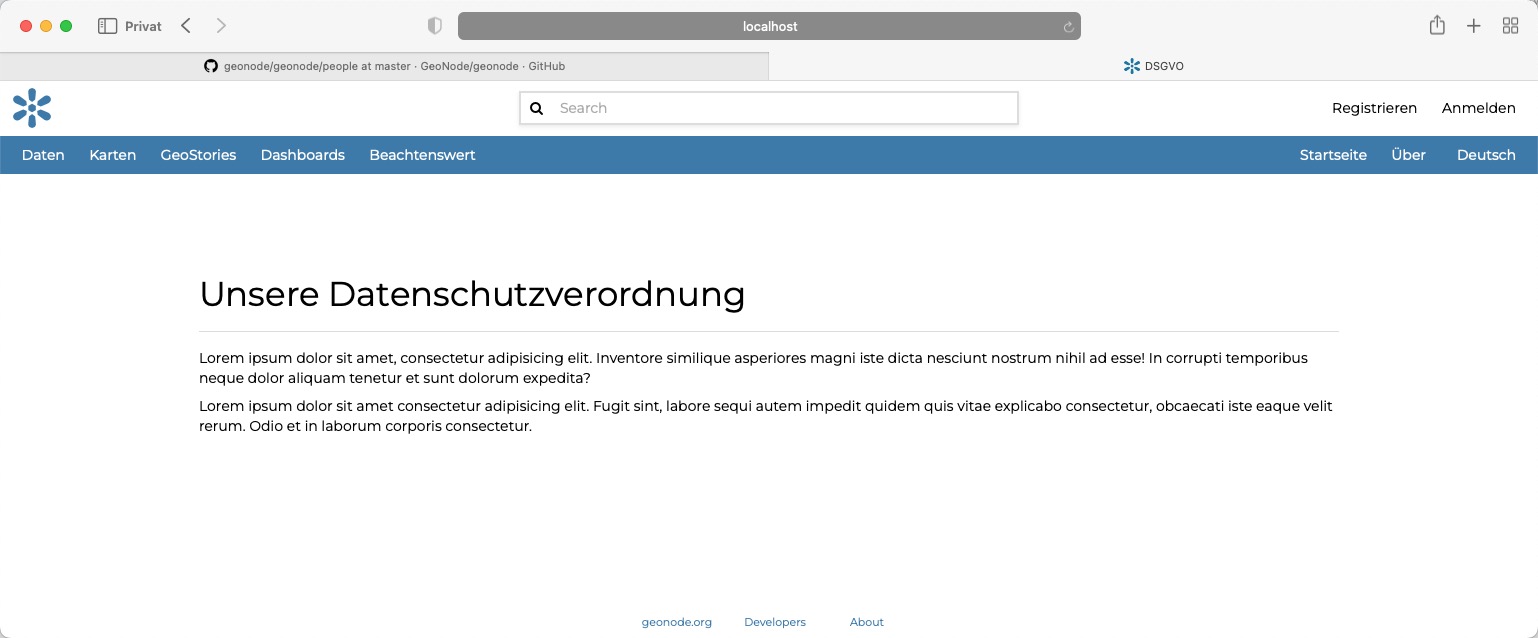 Privat
localhost
geonode/geonode/people at master · GeoNode/geonode · GitHub
DSGVO
Search
Registrieren Anmelden
Daten Karten GeoStories Dashboards Beachtenswert Startseite Über Deutsch
Unsere Datenschutzverordnung
Lorem ipsum dolor sit amet, consectetur adipisicing elit. Inventore similique asperiores magni iste dicta nesciunt nostrum nihil ad esse! In corrupti temporibus
neque dolor aliquam tenetur et sunt dolorum expedita?
Lorem ipsum dolor sit amet consectetur adipisicing elit. Fugit sint, labore sequi autem impedit quidem quis vitae explicabo consectetur, obcaecati iste eaque velit
rerum. Odio et in laborum corporis consectetur.
geonode.org Developers About